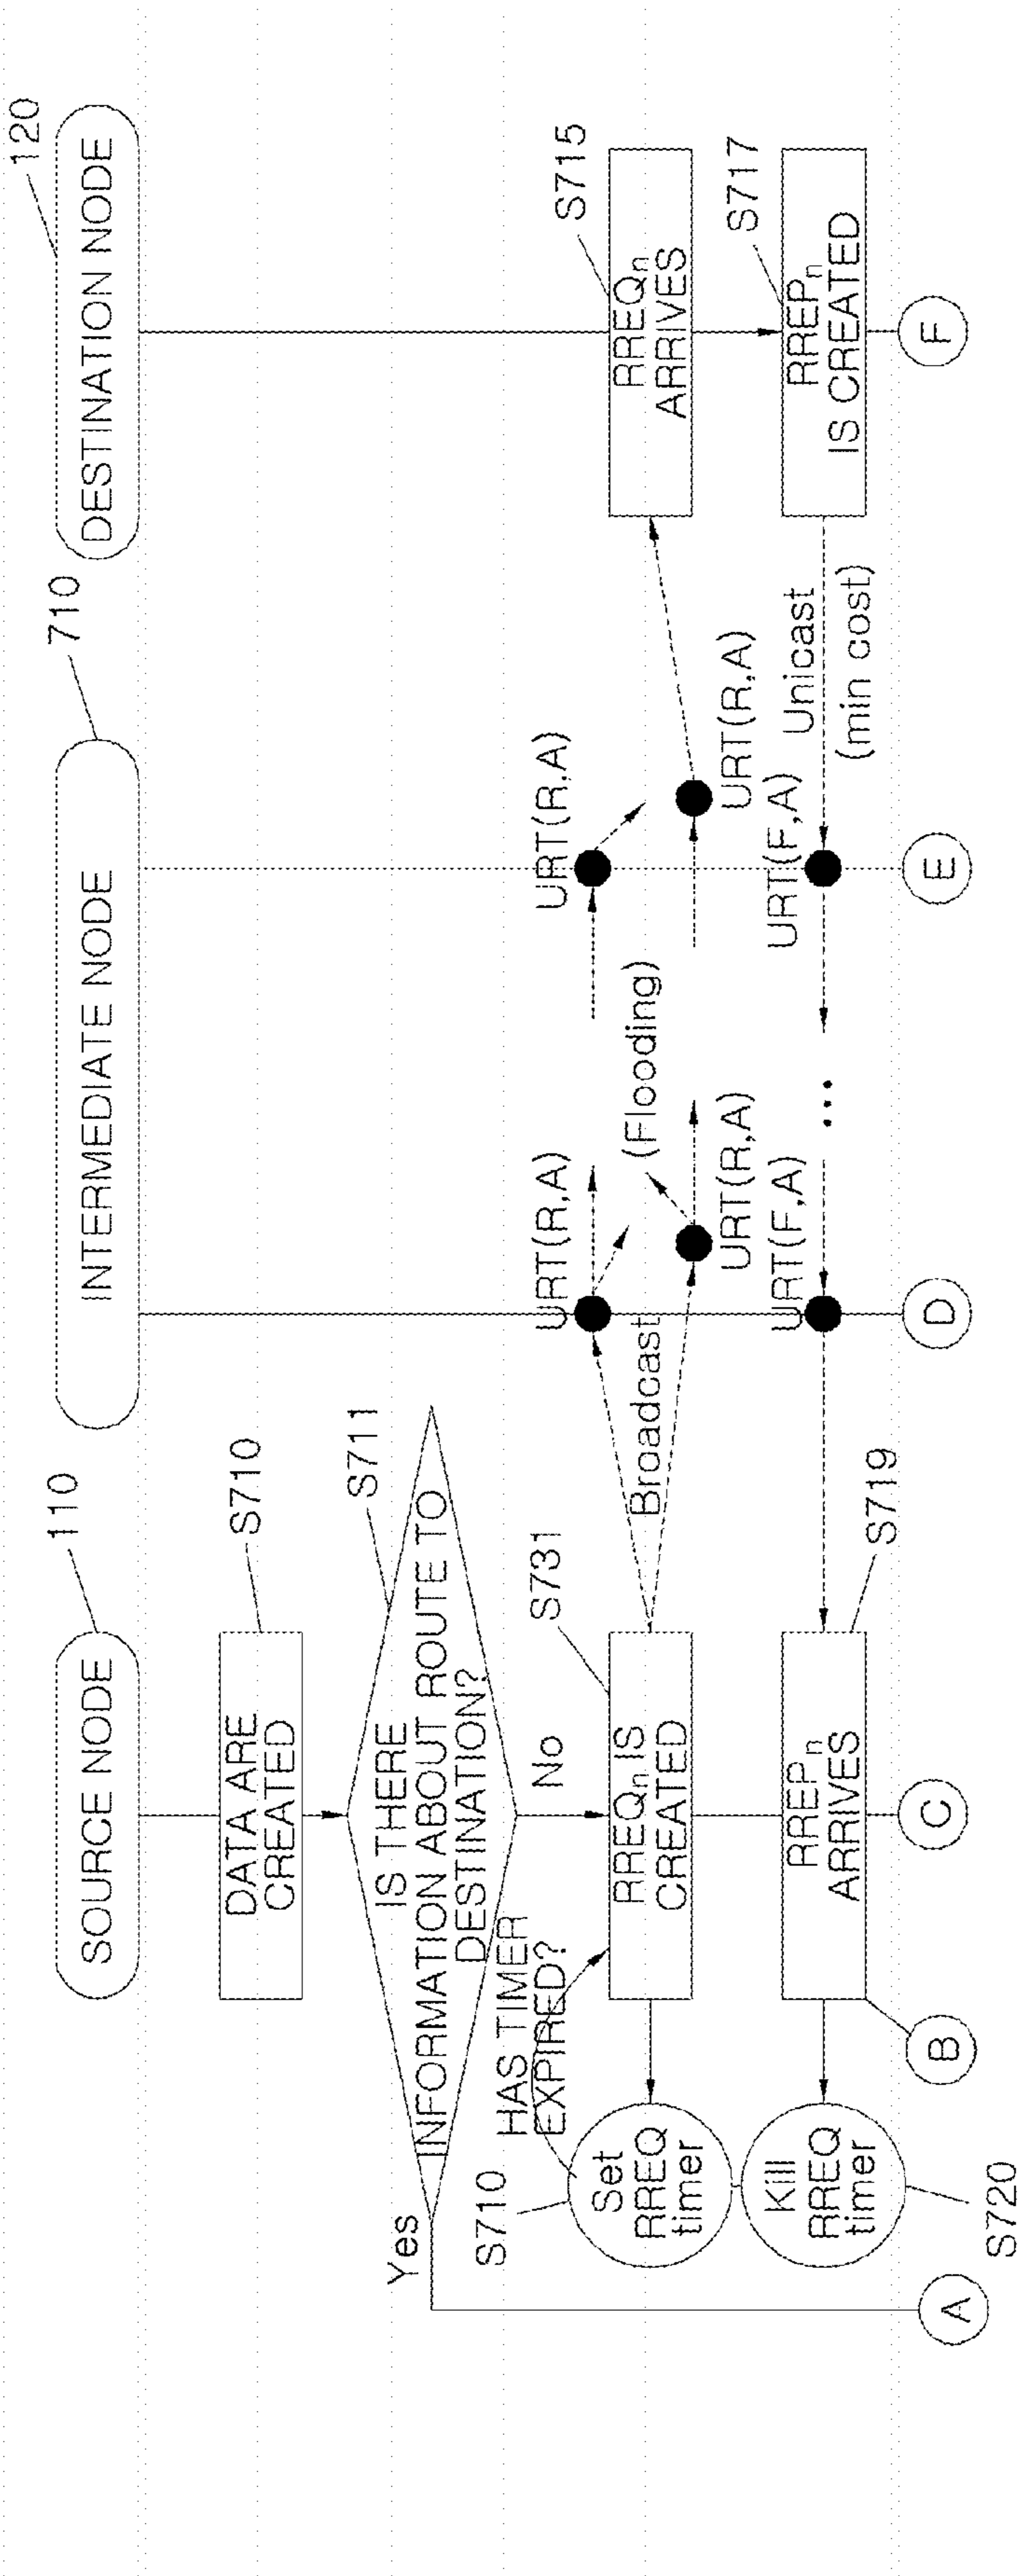 110
710
120
SOURCE NODE
INTERMEDIATE NODE
DESTINATION NODE
S710
DATA ARE
CREATED
S711
IS THERE
INFORMATION ABOUT ROUTE TO
DESTINATION?
Yes
No
HAS TIMER
EXPIRED?
S710
Set
RREQ
timer
S731
RREQn IS
CREATED
Broadcast
URT(R,A)
URT(R,A)
(Flooding)
URT(R,A)
URT(R,A)
S715
RREQn
ARRIVES
Kill
RREQ
timer
S720
RREPn
ARRIVES
S719
URT(F,A)
...
URT(F,A)
Unicast
(min cost)
S717
RREPn
IS CREATED
A
B
C
D
E
F